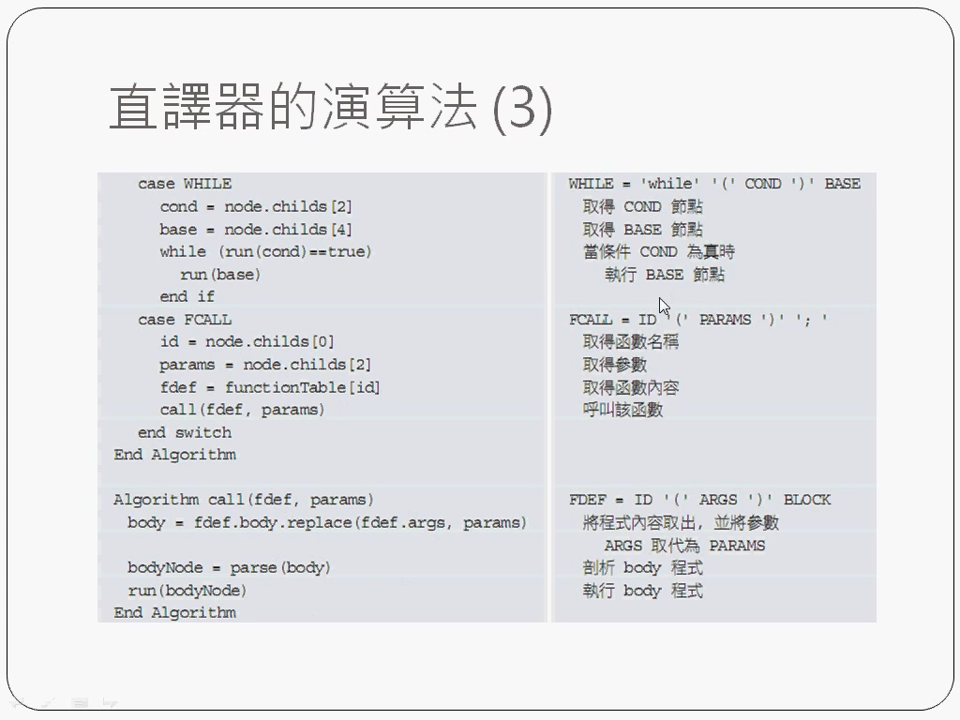 直譯器的演算法 (3)
case WHILE
cond = node.childs[2]
base = node.childs[4]
while (run(cond)==true)
run(base)
end if
case FCALL
id = node.childs[0]
params = node.childs[2]
fdef = functionTable[id]
call(fdef, params)
end switch
End Algorithm
Algorithm call(fdef, params)
body = fdef.body.replace(fdef.args, params)
bodyNode = parse(body)
run(bodyNode)
End Algorithm
WHILE = 'while' '(' COND ')' BASE
取得 COND 節點
取得 BASE 節點
當條件 COND 為真時
執行 BASE 節點
FCALL = ID '(' PARAMS ')' '; '
取得函數名稱
取得參數
取得函數內容
呼叫該函數
FDEF = ID '(' ARGS ')' BLOCK
將程式內容取出, 並將參數
ARGS 取代為 PARAMS
剖析 body 程式
執行 body 程式